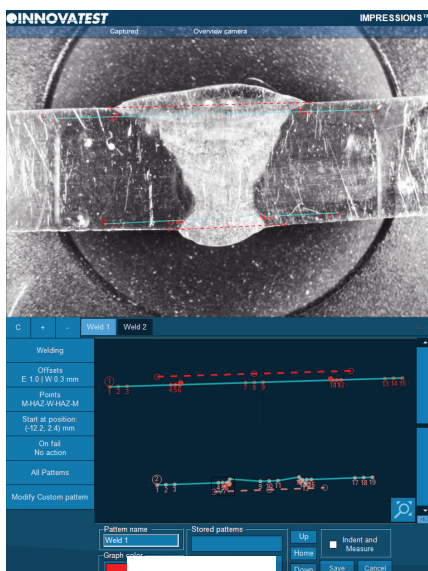 INNOVATEST
IMPRESSIONS™
Captured
Overview camera
C
+
-
Weld 1
Weld 2
Welding
Offsets
E 1.0 | W 0.3 mm
Points
M-HAZ-W-HAZ-M
Start at position:
(-12.2, 2.4) mm
On fail
No action
All Patterns
Modify Custom pattern
1
1 2 3 4 5 6 7 8 9 10 12 13 14 15
2
1 2 3 9 10 11 17 18 19
Pattern name
Weld 1
Stored patterns
Graph color
Up
Home
Down
Indent and
Measure
Save
Cancel